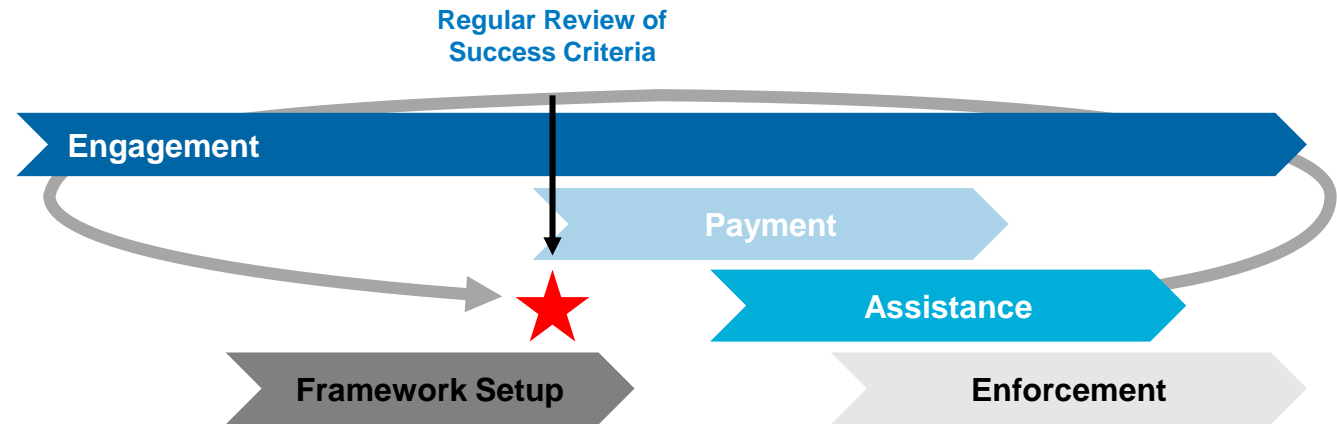 Regular Review of
Success Criteria
Engagement
Payment
Assistance
Framework Setup
Enforcement